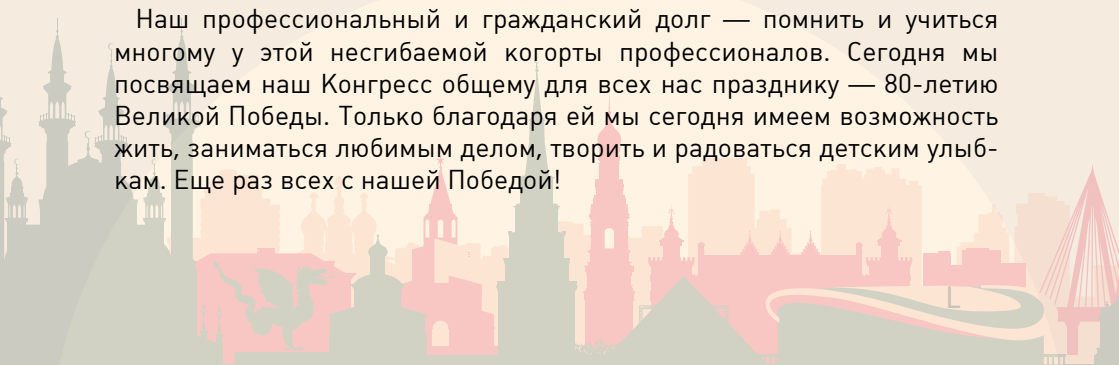 Наш профессиональный и гражданский долг — помнить и учиться
многому у этой несгибаемой когорты профессионалов. Сегодня мы
посвящаем наш Конгресс общему для всех нас празднику — 80-летию
Великой Победы. Только благодаря ей мы сегодня имеем возможность
жить, заниматься любимым делом, творить и радоваться детским улыб-
кам. Еще раз всех с нашей Победой!